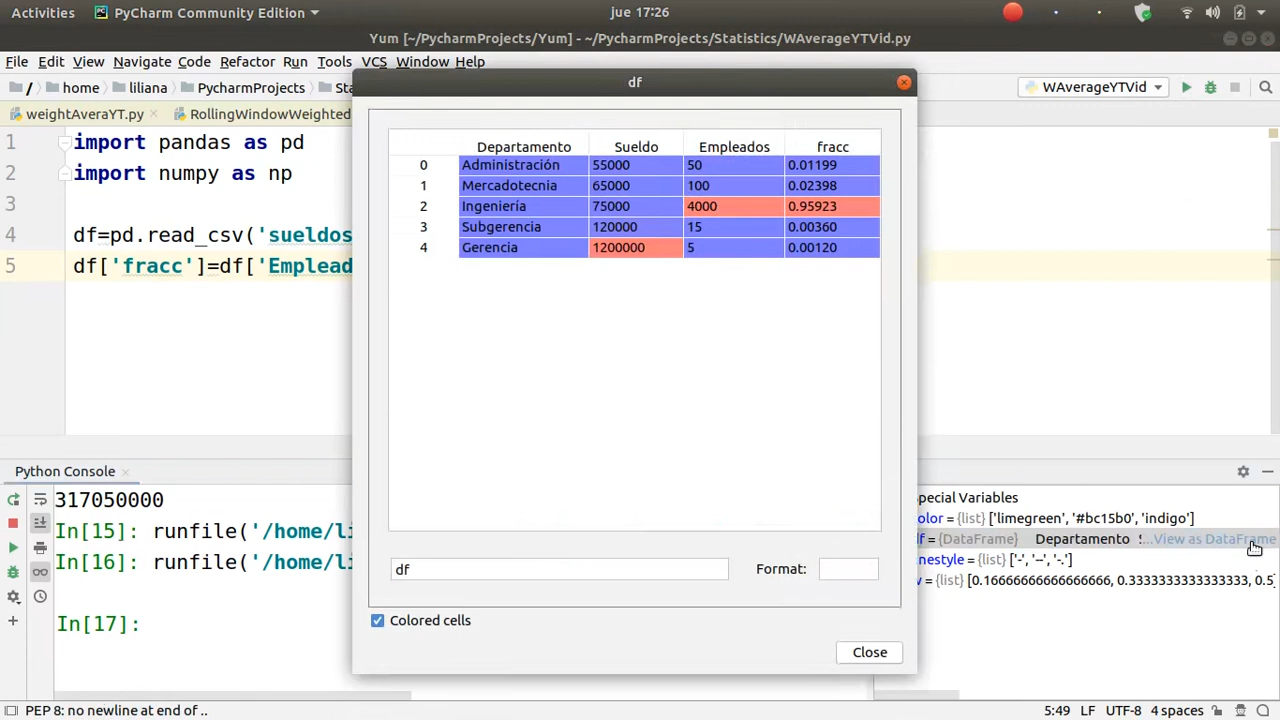 Activities PyCharm Community Edition jue 17:26
Yum [~/PycharmProjects/Yum] - ~/PycharmProjects/Statistics/WAverageYTVid.py
File Edit View Navigate Code Refactor Run Tools VCS Window Help
/ home liliana PycharmProjects Sta WAverageYTVid
weightAveraYT.py RollingWindowWeighted
1 import pandas as pd
2 import numpy as np
3
4 df=pd.read_csv('sueldos
5 df['fracc']=df['Emplead
df
Departamento Sueldo Empleados fracc
0 Administración 55000 50 0.01199
1 Mercadotecnia 65000 100 0.02398
2 Ingeniería 75000 4000 0.95923
3 Subgerencia 120000 15 0.00360
4 Gerencia 1200000 5 0.00120
df Format:
Colored cells
Close
Python Console
317050000
In[15]: runfile('/home/li
In[16]: runfile('/home/li
In[17]:
pecial Variables
olor = {list} ['limegreen', '#bc15b0', 'indigo']
f = {DataFrame} Departamento ...View as DataFrame
nestyle = {list} ['-', '--', '-.']
= {list} [0.16666666666666666, 0.3333333333333333, 0.5
PEP 8: no newline at end of .. 5:49 LF UTF-8 4 spaces